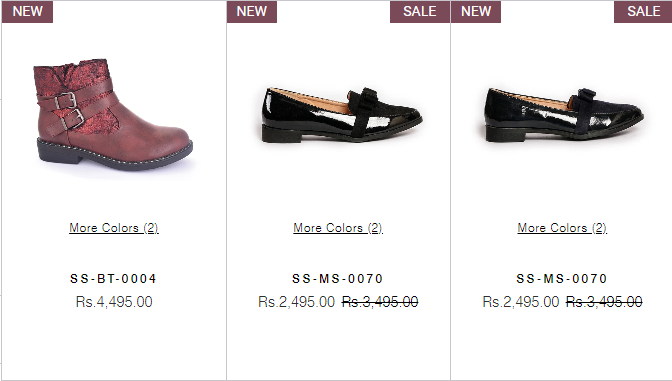 NEW
NEW SALE
NEW SALE
More Colors (2)
More Colors (2)
More Colors (2)
SS-BT-0004
SS-MS-0070
SS-MS-0070
Rs.4,495.00
Rs.2,495.00 Rs.3,495.00
Rs.2,495.00 Rs.3,495.00